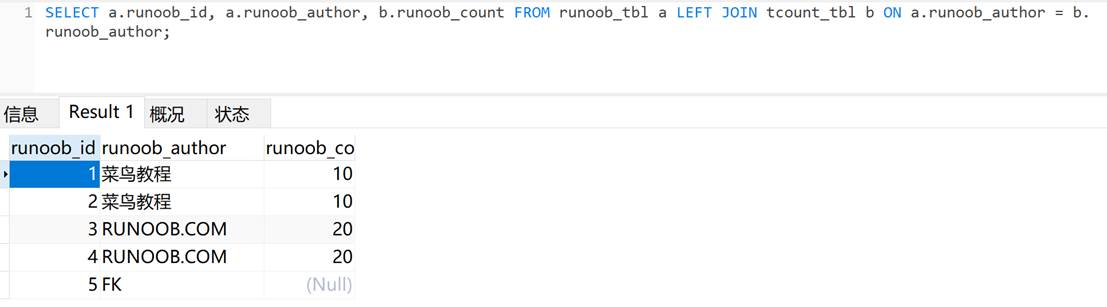 1 SELECT a.runoob_id, a.runoob_author, b.runoob_count FROM runoob_tbl a LEFT JOIN tcount_tbl b ON a.runoob_author = b.
runoob_author;
信息 Result 1 概况 状态
runoob_id runoob_author runoob_co
1 菜鸟教程 10
2 菜鸟教程 10
3 RUNOOB.COM 20
4 RUNOOB.COM 20
5 FK (Null)